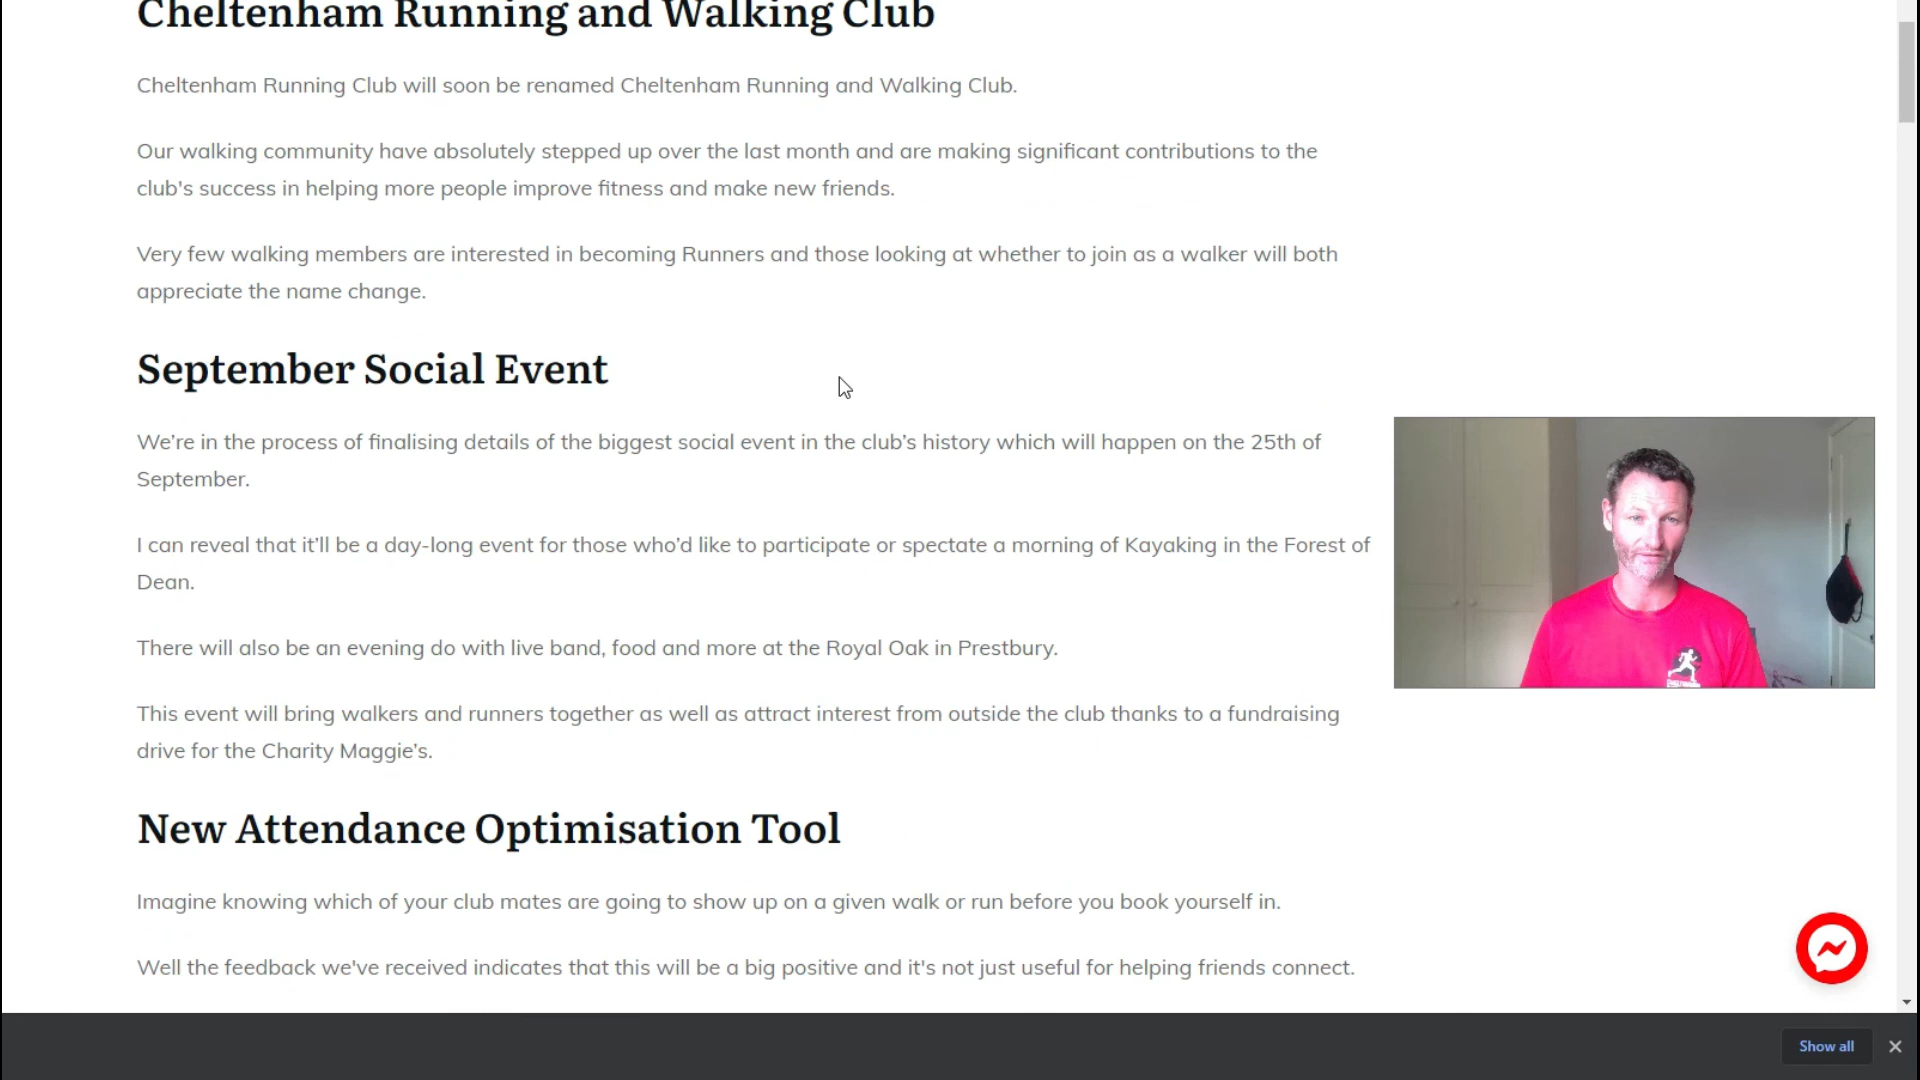 Cheltenham Running and Walking Club
Cheltenham Running Club will soon be renamed Cheltenham Running and Walking Club.
Our walking community have absolutely stepped up over the last month and are making significant contributions to the
club's success in helping more people improve fitness and make new friends.
Very few walking members are interested in becoming Runners and those looking at whether to join as a walker will both
appreciate the name change.
September Social Event
We’re in the process of finalising details of the biggest social event in the club’s history which will happen on the 25th of
September.
I can reveal that it’ll be a day-long event for those who’d like to participate or spectate a morning of Kayaking in the Forest of
Dean.
There will also be an evening do with live band, food and more at the Royal Oak in Prestbury.
This event will bring walkers and runners together as well as attract interest from outside the club thanks to a fundraising
drive for the Charity Maggie’s.
New Attendance Optimisation Tool
Imagine knowing which of your club mates are going to show up on a given walk or run before you book yourself in.
Well the feedback we've received indicates that this will be a big positive and it's not just useful for helping friends connect.
Show all